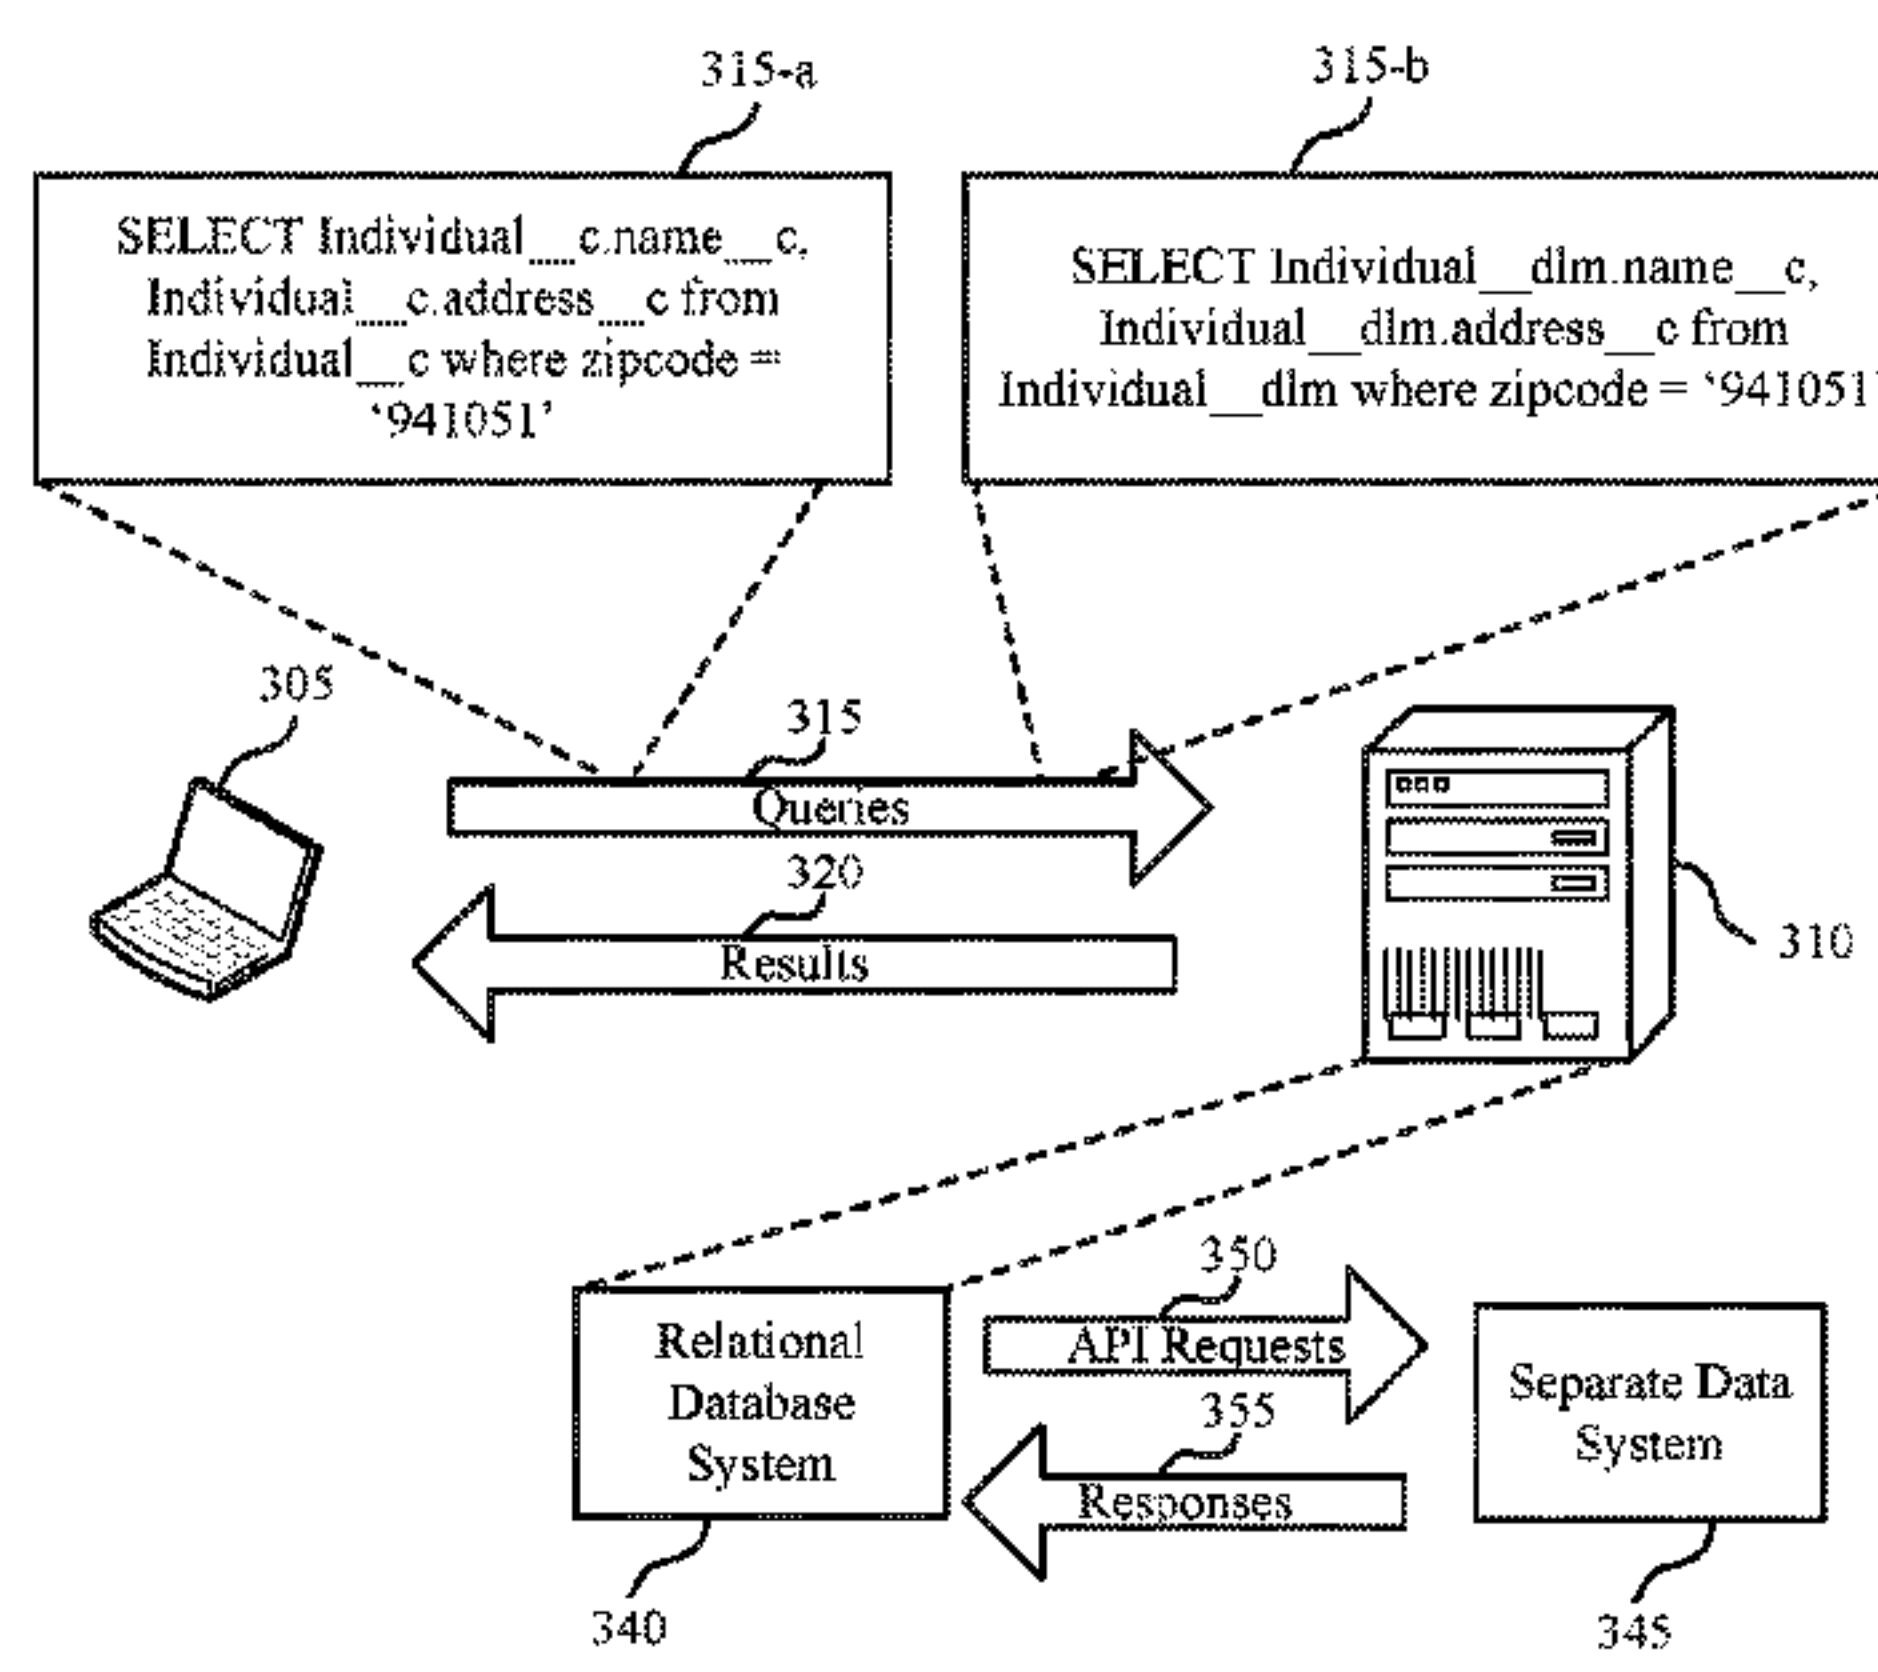 315-a
315-b
SELECT Individual__c.name__c,
Individual__c.address__c from
Individual__c where zipcode =
‘941051’
SELECT Individual__dlm.name__c,
Individual__dlm.address__c from
Individual__dlm where zipcode = ‘941051’
305
315
Queries
320
Results
310
350
API Requests
355
Responses
Relational
Database
System
Separate Data
System
340
345